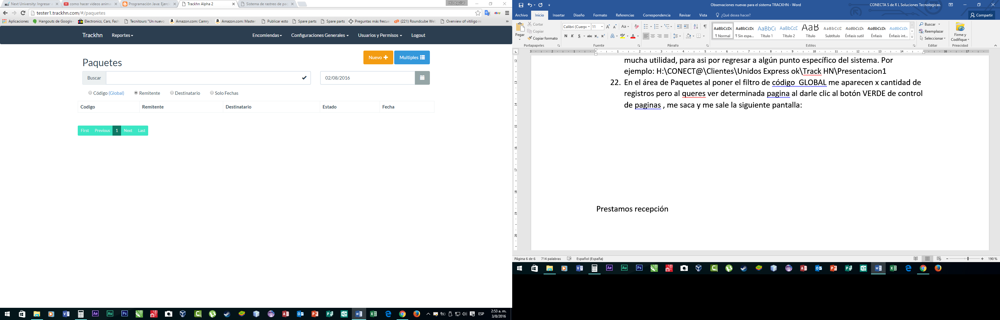 Next University: Ingresar a
como hacer videos anima
Programación Java: Ejerci
Trackhn Alpha 2
Sistema de rastreo de paq
HD Aguilar
tester1.trackhn.com/#/paquetes
Aplicaciones
Hangouts de Google
Electronics, Cars, Fash
Tecnitours "Un nuevo
Amazon.com: Camry
Amazon.com: Master
Publicar esto
Spare parts
Spare parts
Preguntas más frecue
(221) Roundcube Web
Overview of vitiligo re
Trackhn
Reportes
Encomiendas
Configuraciones Generales
Usuarios y Permisos
Logout
Paquetes
Nuevo
Multiples
Buscar
02/08/2016
Código (Global)
Remitente
Destinatario
Solo Fechas
Codigo
Remitente
Destinatario
Estado
Fecha
First Previous 1 Next Last
ESP
2:53 a. m.
3/8/2016
Observaciones nuevas para el sistema TRACKHN - Word
CONECTA S de R L Soluciones Tecnologicas.
Archivo
Inicio
Insertar
Diseño
Formato
Referencias
Correspondencia
Revisar
Vista
¿Qué desea hacer?
Compartir
Pegar
Cortar
Copiar
Copiar formato
Portapapeles
Calibri (Cuerpo
11
Fuente
Párrafo
AaBbCcDc AaBbCcDc AaBbC AaBbCcD AaB AaBbCcD AaBbCcDc AaBbCcDc AaBbCcDc
¶ Normal
¶ Sin espa...
Título 1
Título 2
Título
Subtítulo
Énfasis sutil
Énfasis
Énfasis int...
Estilos
Buscar
Reemplazar
Seleccionar
Editar
Firme y
Codifique
Privacidad
mucha utilidad, para asi por regresar a algún punto específico del sistema. Por
ejemplo: H:\CONECT@\Clientes\Unidos Express ok\Track HN\Presentacion1
22. En el área de Paquetes al poner el filtro de código GLOBAL me aparecen x cantidad de
registros pero al queres ver determinada pagina al darle clic al botón VERDE de control
de paginas , me saca y me sale la siguiente pantalla:
Prestamos recepción
Página 6 de 6
714 palabras
Español (España)
190 %